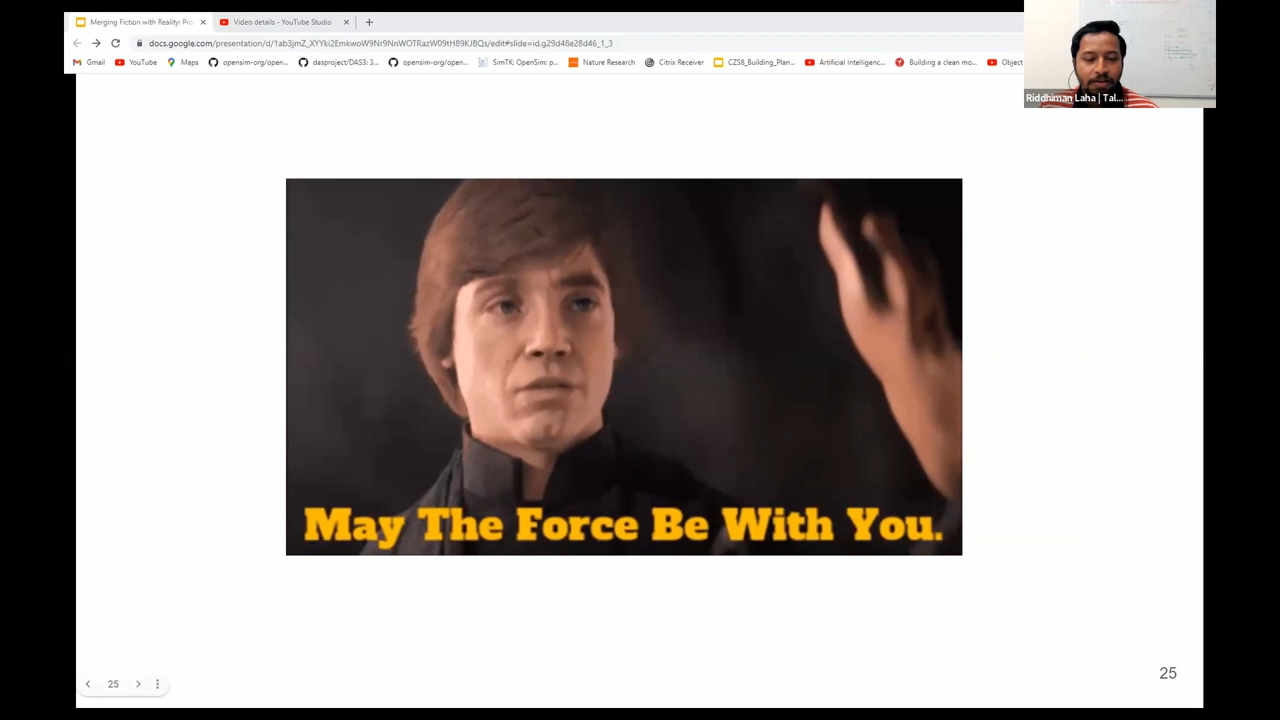 Merging Fiction with Reality: Pro
Video details - YouTube Studio
docs.google.com/presentation/d/1ab3jmZ_XYYki2EmkwoW9Nr9NnWOTRazW09tH89KJ8Qs/edit#slide=id.g29d48e28d46_1_3
Gmail YouTube Maps opensim-org/open... dasproject/DAS3: 3... opensim-org/open... SimTK: OpenSim: p... Nature Research Citrix Receiver CZS8_Building_Plan... Artificial Intelligenc... Building a clean mo... Object
Riddhiman Laha | Tal...
May The Force Be With You.
25
25